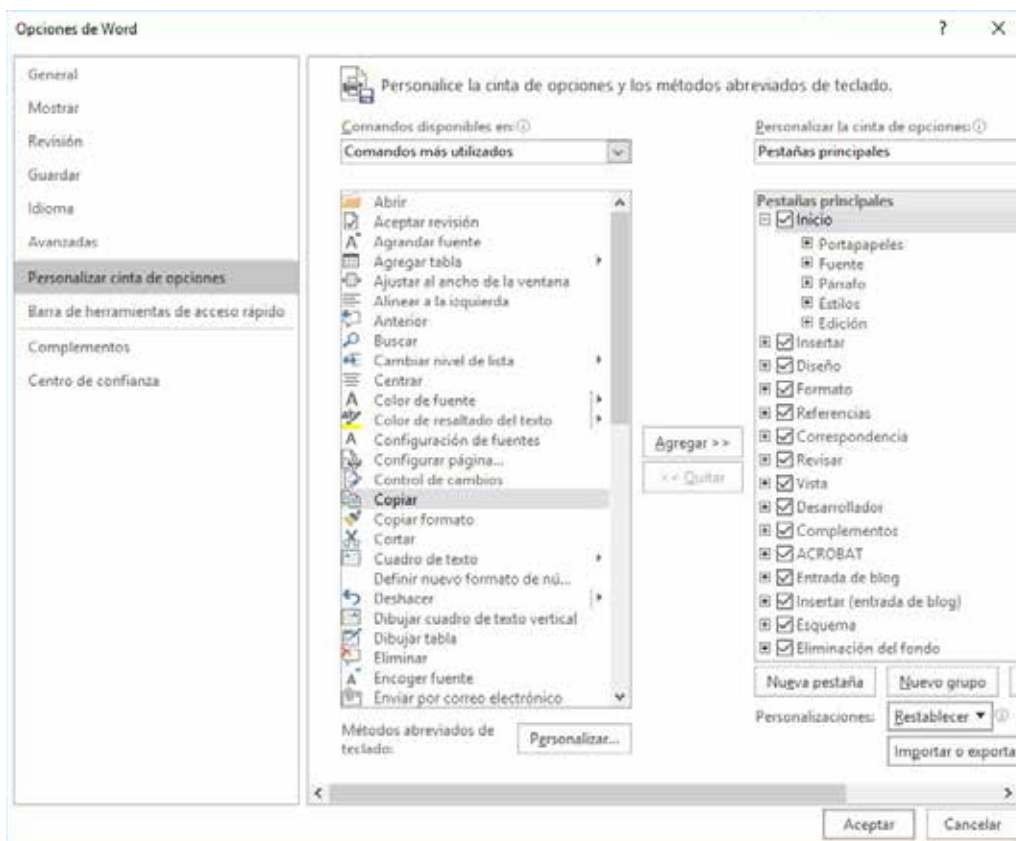 Opciones de Word
? ×
General
Mostrar
Revisión
Guardar
Idioma
Avanzadas
Personalizar cinta de opciones
Barra de herramientas de acceso rápido
Complementos
Centro de confianza
Personalice la cinta de opciones y los métodos abreviados de teclado.
Comandos disponibles en:
Comandos más utilizados
Abrir
Aceptar revisión
Agrandar fuente
Agregar tabla
Ajustar al ancho de la ventana
Alinear a la izquierda
Anterior
Buscar
Cambiar nivel de lista
Centrar
Color de fuente
Color de resaltado del texto
Configuración de fuentes
Configurar página...
Control de cambios
Copiar
Copiar formato
Cortar
Cuadro de texto
Definir nuevo formato de nú...
Deshacer
Dibujar cuadro de texto vertical
Dibujar tabla
Eliminar
Encoger fuente
Enviar por correo electrónico
Métodos abreviados de
teclado:
Personalizar...
Agregar >>
<< Quitar
Personalizar la cinta de opciones:
Pestañas principales
Pestañas principales
Inicio
Portapapeles
Fuente
Párrafo
Estilos
Edición
Insertar
Diseño
Formato
Referencias
Correspondencia
Revisar
Vista
Desarrollador
Complementos
ACROBAT
Entrada de blog
Insertar (entrada de blog)
Esquema
Eliminación del fondo
Nueva pestaña
Nuevo grupo
Personalizaciones:
Restablecer
Importar o exporta
Aceptar
Cancelar